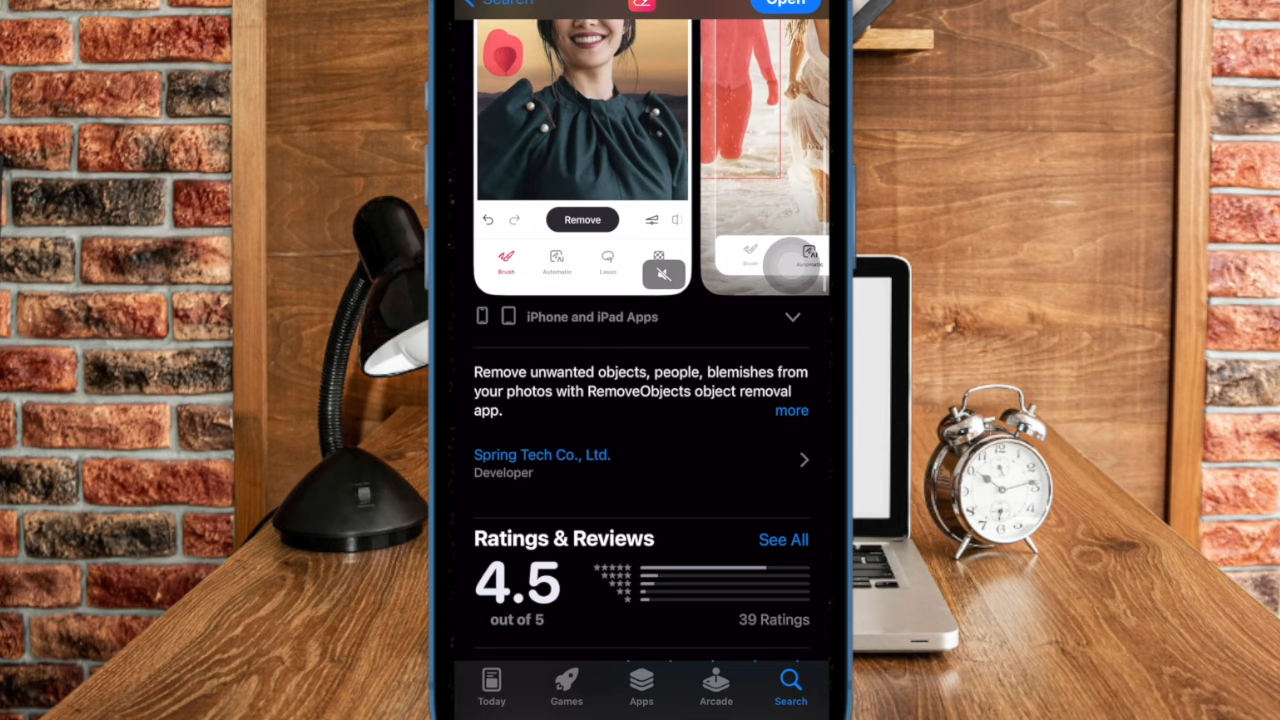 Search
Open
Remove
Brush
Automatic
Lasso
Brush
Automatic
iPhone and iPad Apps
Remove unwanted objects, people, blemishes from
your photos with RemoveObjects object removal
app.
more
Spring Tech Co., Ltd.
Developer
Ratings & Reviews
See All
4.5
out of 5
39 Ratings
Today
Games
Apps
Arcade
Search